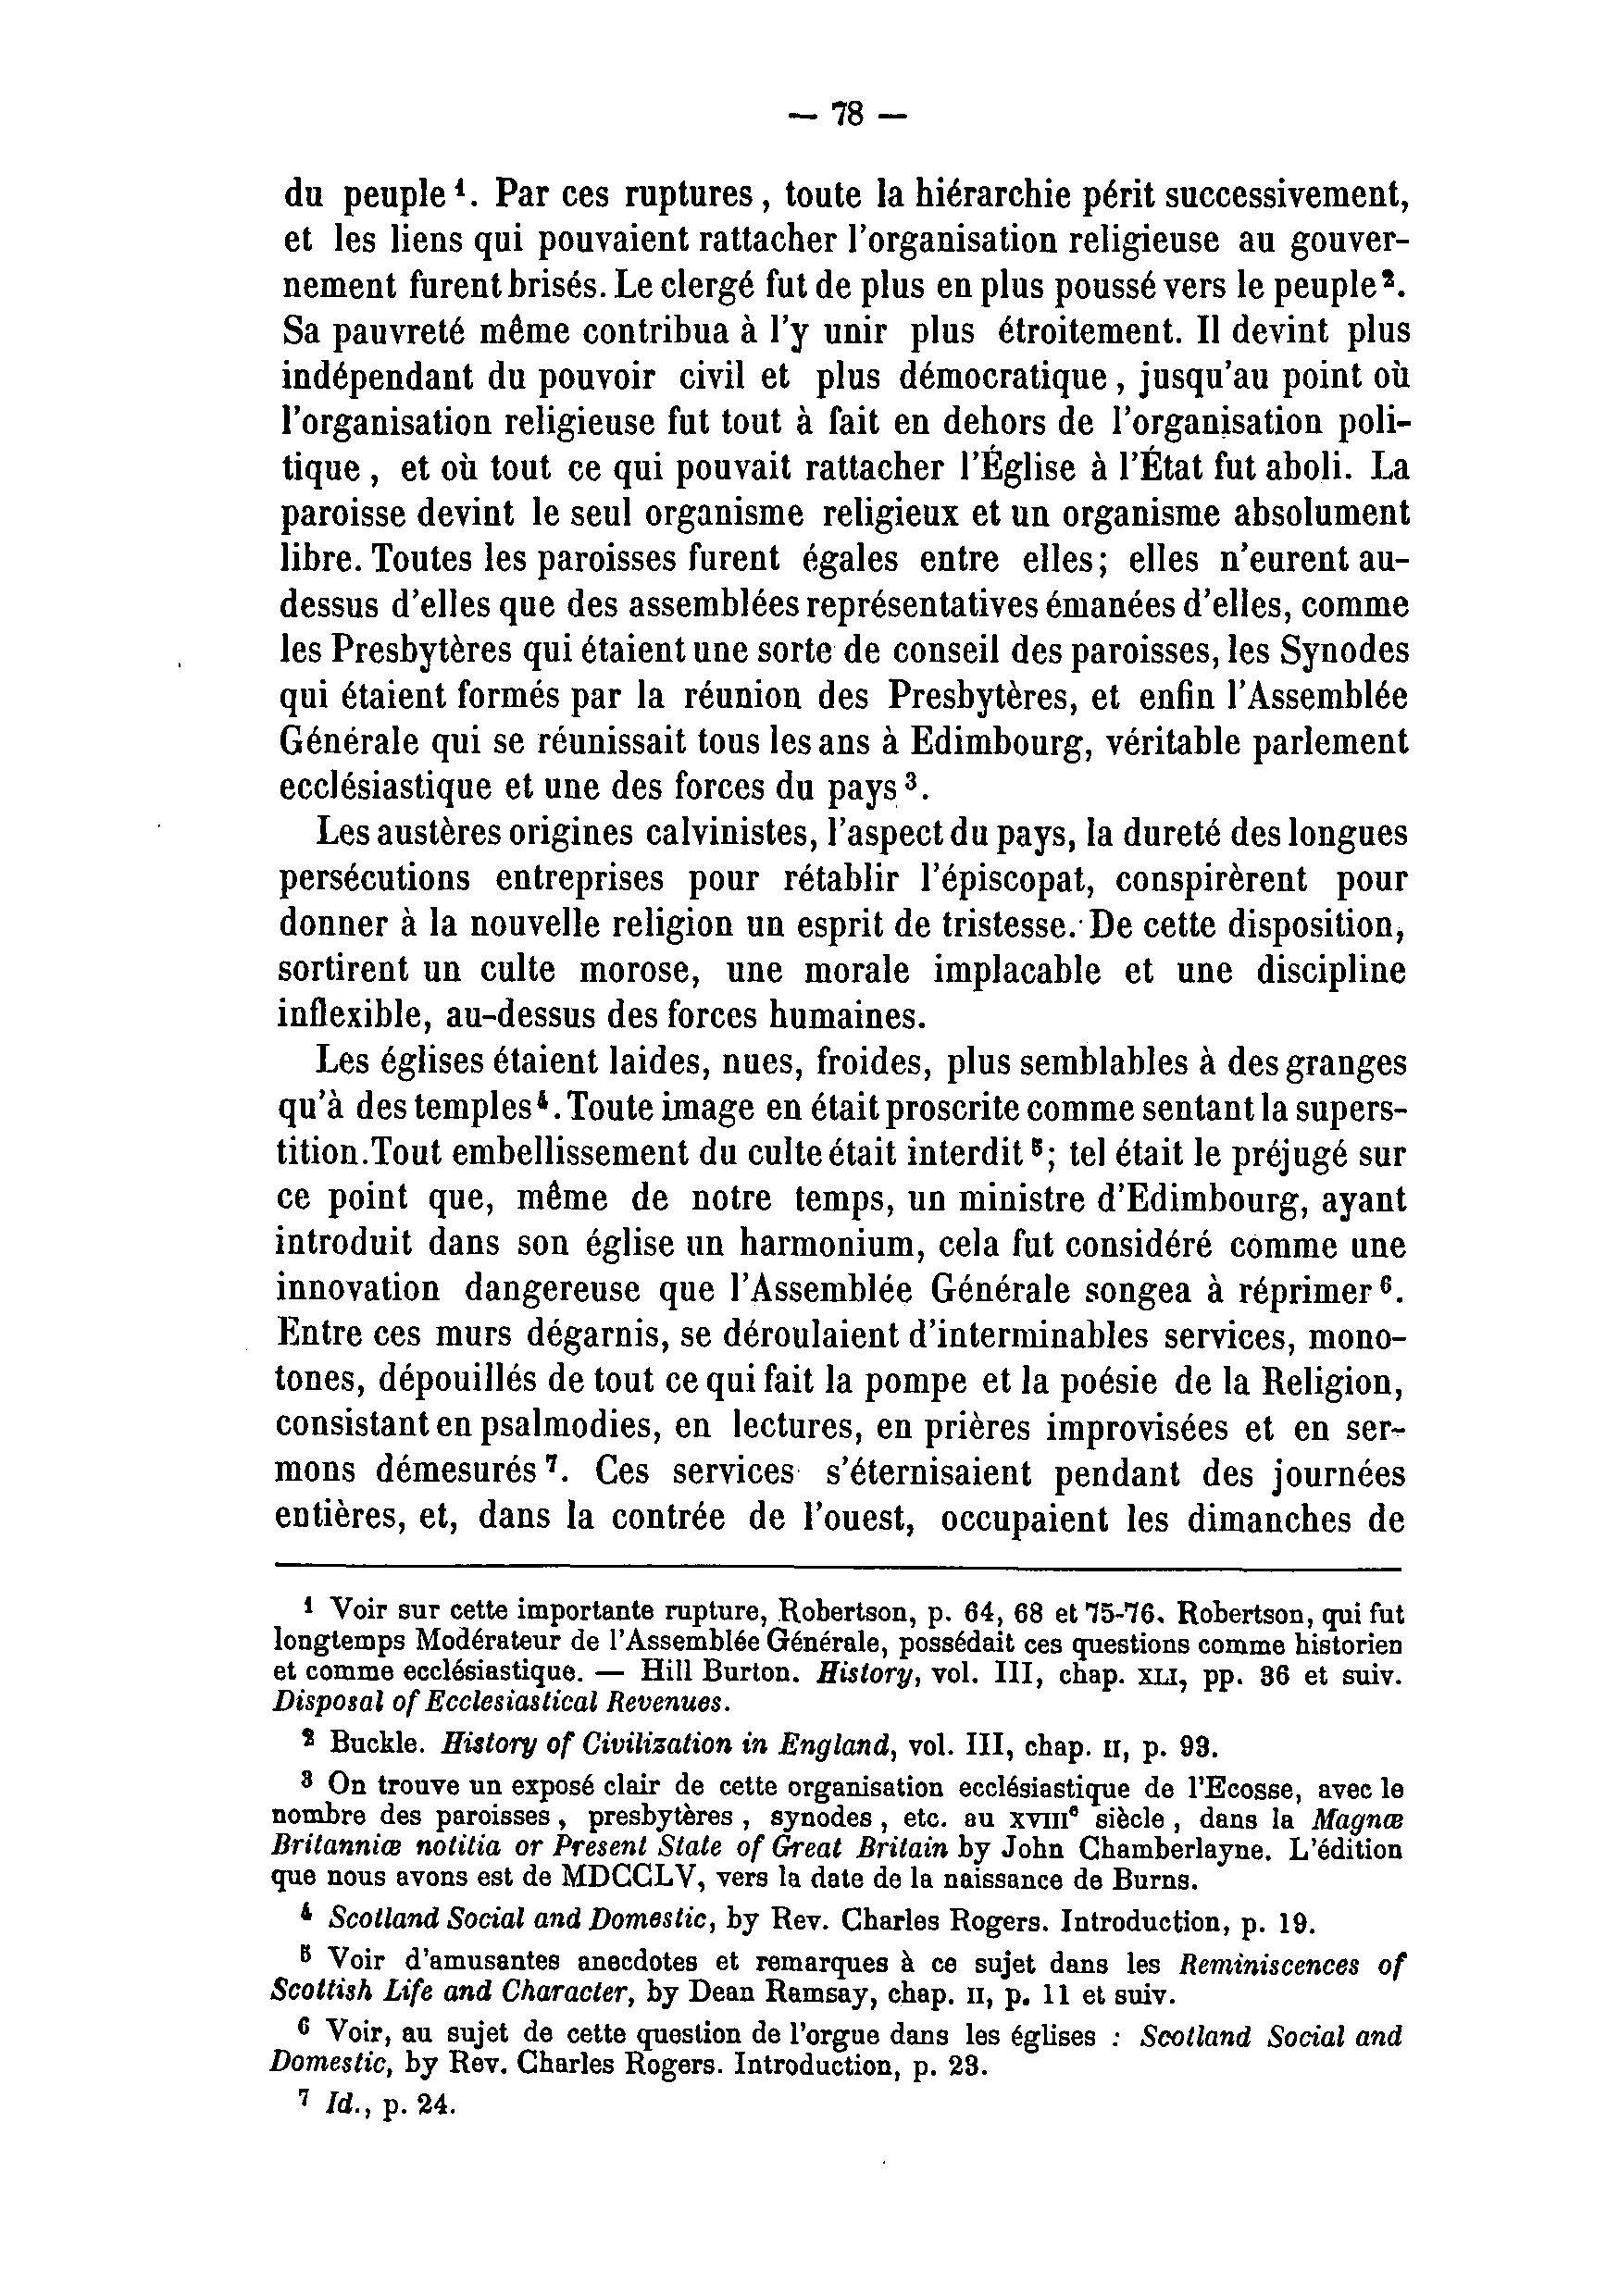 — 78 —
du peuple ¹. Par ces ruptures, toute la hiérarchie périt successivement,
et les liens qui pouvaient rattacher l'organisation religieuse au gouver-
nement furent brisés. Le clergé fut de plus en plus poussé vers le peuple ².
Sa pauvreté même contribua à l'y unir plus étroitement. Il devint plus
indépendant du pouvoir civil et plus démocratique, jusqu'au point où
l'organisation religieuse fut tout à fait en dehors de l'organisation poli-
tique, et où tout ce qui pouvait rattacher l'Église à l'État fut aboli. La
paroisse devint le seul organisme religieux et un organisme absolument
libre. Toutes les paroisses furent égales entre elles; elles n'eurent au-
dessus d'elles que des assemblées représentatives émanées d'elles, comme
les Presbytères qui étaient une sorte de conseil des paroisses, les Synodes
qui étaient formés par la réunion des Presbytères, et enfin l'Assemblée
Générale qui se réunissait tous les ans à Edimbourg, véritable parlement
ecclésiastique et une des forces du pays ³.
Les austères origines calvinistes, l'aspect du pays, la dureté des longues
persécutions entreprises pour rétablir l'épiscopat, conspirèrent pour
donner à la nouvelle religion un esprit de tristesse. De cette disposition,
sortirent un culte morose, une morale implacable et une discipline
inflexible, au-dessus des forces humaines.
Les églises étaient laides, nues, froides, plus semblables à des granges
qu'à des temples ⁴. Toute image en était proscrite comme sentant la supers-
tition. Tout embellissement du culte était interdit ⁵; tel était le préjugé sur
ce point que, même de notre temps, un ministre d'Edimbourg, ayant
introduit dans son église un harmonium, cela fut considéré comme une
innovation dangereuse que l'Assemblée Générale songea à réprimer ⁶.
Entre ces murs dégarnis, se déroulaient d'interminables services, mono-
tones, dépouillés de tout ce qui fait la pompe et la poésie de la Religion,
consistant en psalmodies, en lectures, en prières improvisées et en ser-
mons démesurés ⁷. Ces services s'éternisaient pendant des journées
entières, et, dans la contrée de l'ouest, occupaient les dimanches de
¹ Voir sur cette importante rupture, Robertson, p. 64, 68 et 75-76. Robertson, qui fut
longtemps Modérateur de l'Assemblée Générale, possédait ces questions comme historien
et comme ecclésiastique. — Hill Burton. History, vol. III, chap. XLI, pp. 36 et suiv.
Disposal of Ecclesiastical Revenues.
² Buckle. History of Civilization in England, vol. III, chap. II, p. 93.
³ On trouve un exposé clair de cette organisation ecclésiastique de l'Ecosse, avec le
nombre des paroisses, presbytères, synodes, etc. au XVIIIᵉ siècle, dans la Magnœ
Britanniœ notitia or Present State of Great Britain by John Chamberlayne. L'édition
que nous avons est de MDCCLV, vers la date de la naissance de Burns.
⁴ Scotland Social and Domestic, by Rev. Charles Rogers. Introduction, p. 19.
⁵ Voir d'amusantes anecdotes et remarques à ce sujet dans les Reminiscences of
Scottish Life and Character, by Dean Ramsay, chap. II, p. 11 et suiv.
⁶ Voir, au sujet de cette question de l'orgue dans les églises : Scotland Social and
Domestic, by Rev. Charles Rogers. Introduction, p. 23.
⁷ Id., p. 24.